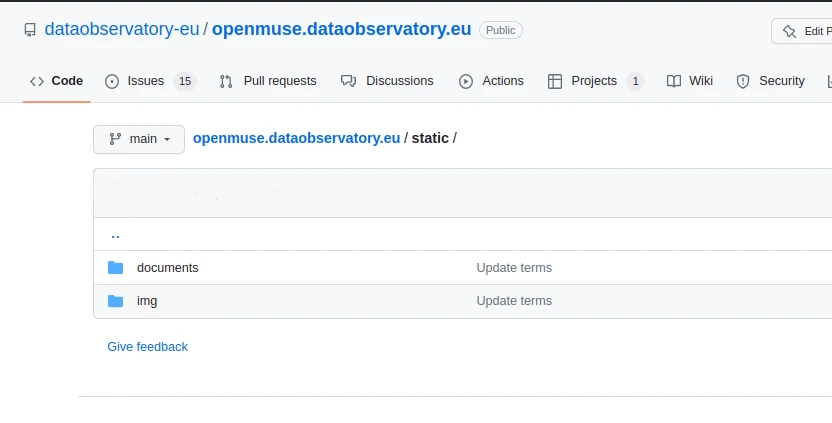 dataobservatory-eu / openmuse.dataobservatory.eu Public Edit P
Code Issues 15 Pull requests Discussions Actions Projects 1 Wiki Security
main openmuse.dataobservatory.eu / static /
..
documents Update terms
img Update terms
Give feedback